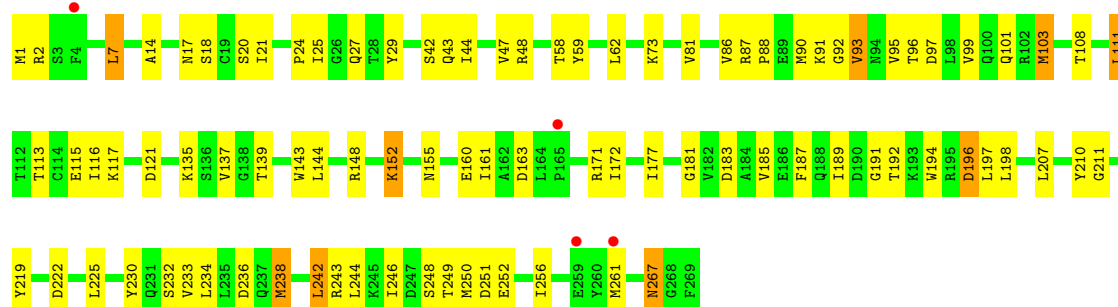 M1 R2 S3 F4 L7 A14 N17 S18 C19 S20 I21 P24 I25 G26 Q27 T28 Y29 S42 Q43 I44 V47 R48 T58 Y59 L62 K73 V81 V86 R87 P88 E89 M90 K91 G92 V93 N94 V95 T96 D97 L98 V99 Q100 Q101 R102 M103 T108 L111
T112 T113 C114 E115 I116 K117 D121 K135 S136 V137 G138 T139 W143 L144 R148 K152 N155 E160 I161 A162 D163 L164 P165 R171 I172 I177 G181 V182 D183 A184 V185 E186 F187 Q188 I189 D190 G191 T192 K193 W194 R195 D196 L197 L198 L207 Y210 G211
Y219 D222 L225 Y230 Q231 S232 V233 L234 L235 D236 Q237 M238 L242 R243 L244 K245 I246 D247 S248 T249 M250 D251 E252 I256 E259 Y260 M261 N267 G268 F269